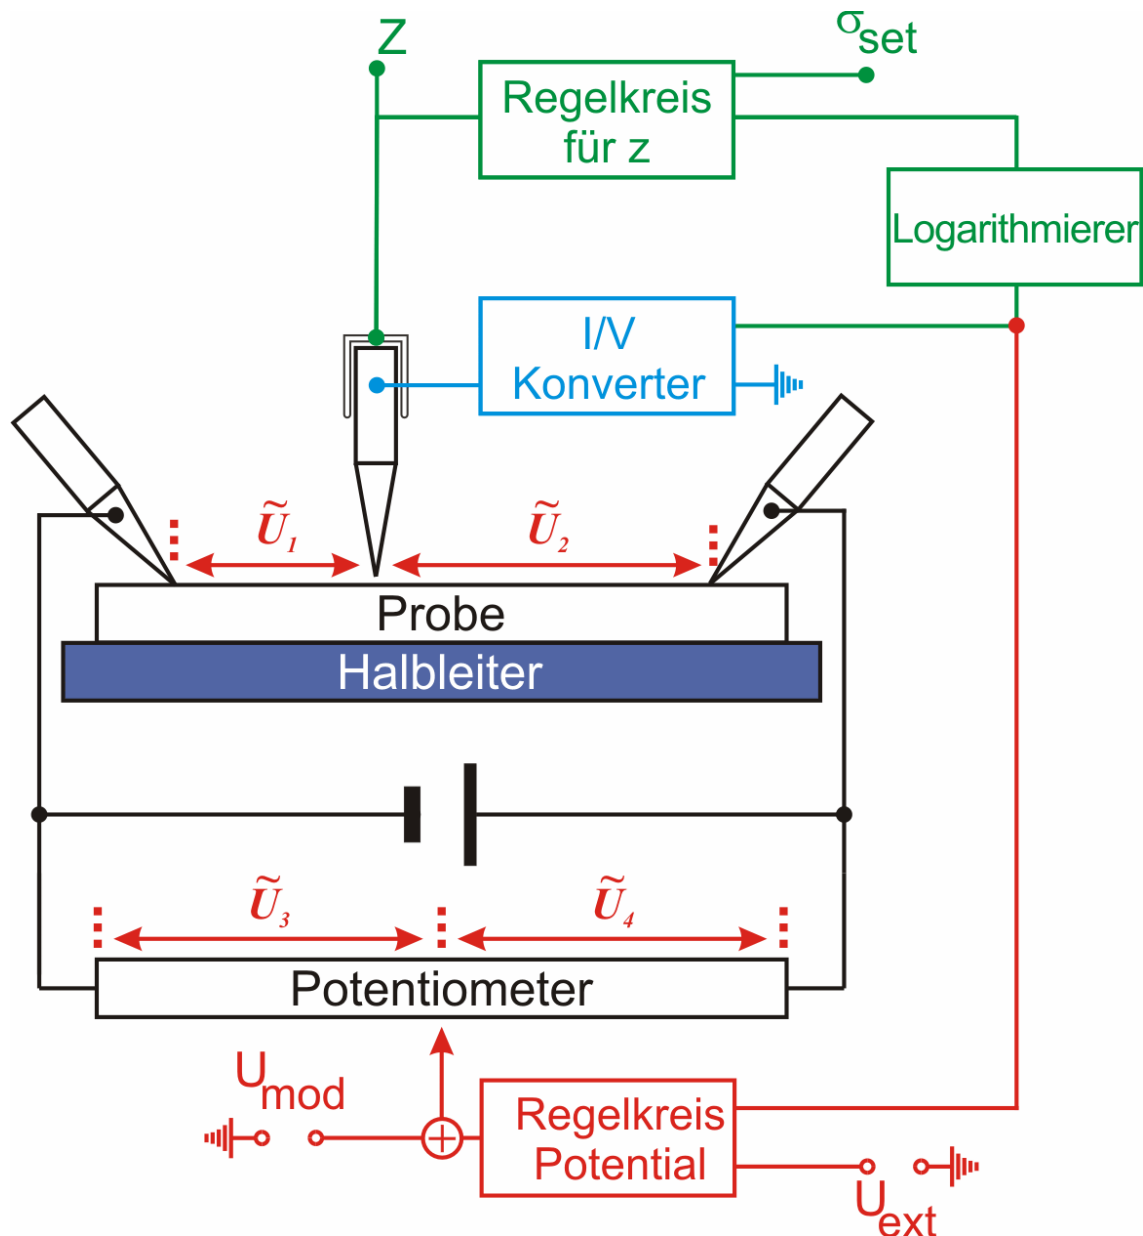 Z
σset
Regelkreis
für z
Logarithmierer
I/V
Konverter
Ũ1
Ũ2
Probe
Halbleiter
Ũ3
Ũ4
Potentiometer
Umod
Regelkreis
Potential
Uext